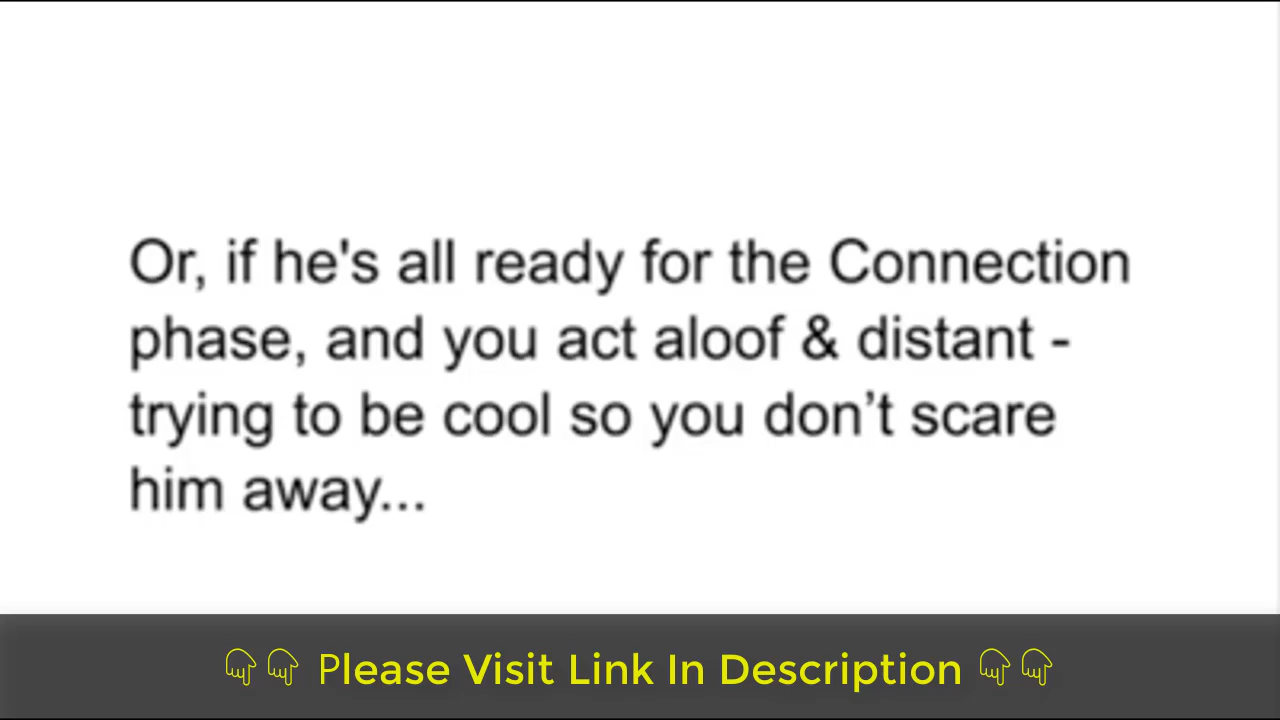 Or, if he's all ready for the Connection
phase, and you act aloof & distant -
trying to be cool so you don’t scare
him away...
Please Visit Link In Description